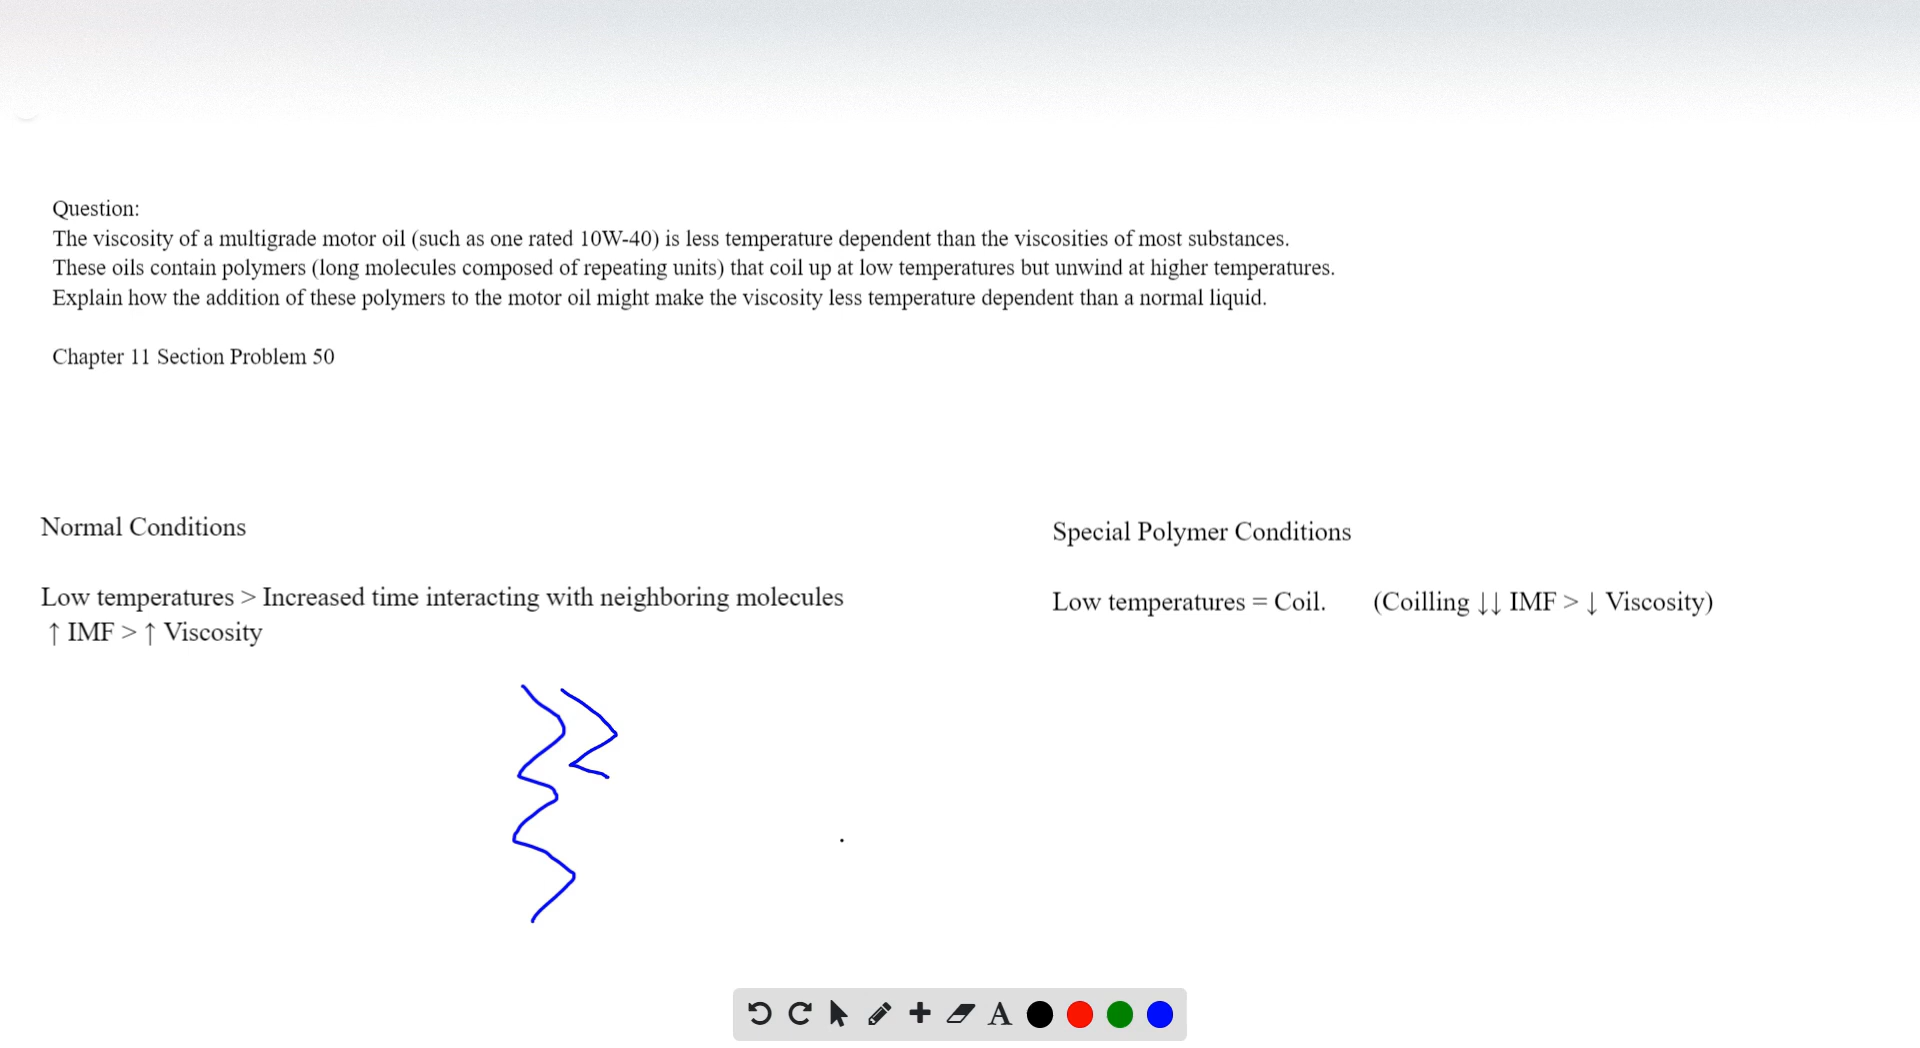 Question:
The viscosity of a multigrade motor oil (such as one rated 10W-40) is less temperature dependent than the viscosities of most substances.
These oils contain polymers (long molecules composed of repeating units) that coil up at low temperatures but unwind at higher temperatures.
Explain how the addition of these polymers to the motor oil might make the viscosity less temperature dependent than a normal liquid.
Chapter 11 Section Problem 50
Normal Conditions
Low temperatures > Increased time interacting with neighboring molecules
↑ IMF > ↑ Viscosity
Special Polymer Conditions
Low temperatures = Coil. (Coilling ↓↓ IMF > ↓ Viscosity)
A